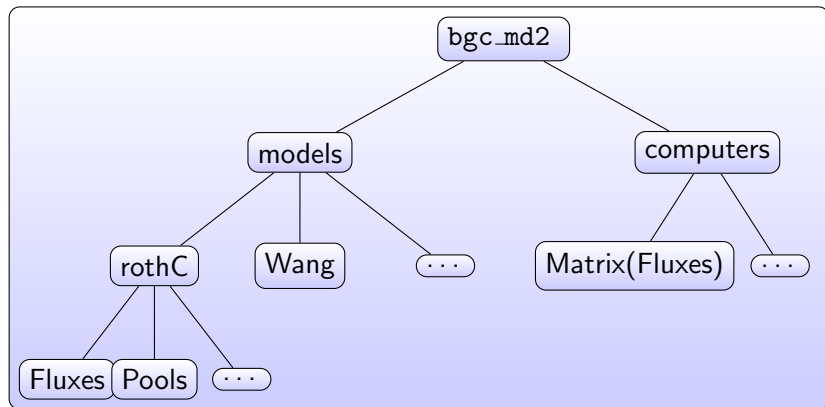 bgc_md2
models
computers
rothC
Wang
···
Matrix(Fluxes)
···
Fluxes
Pools
···